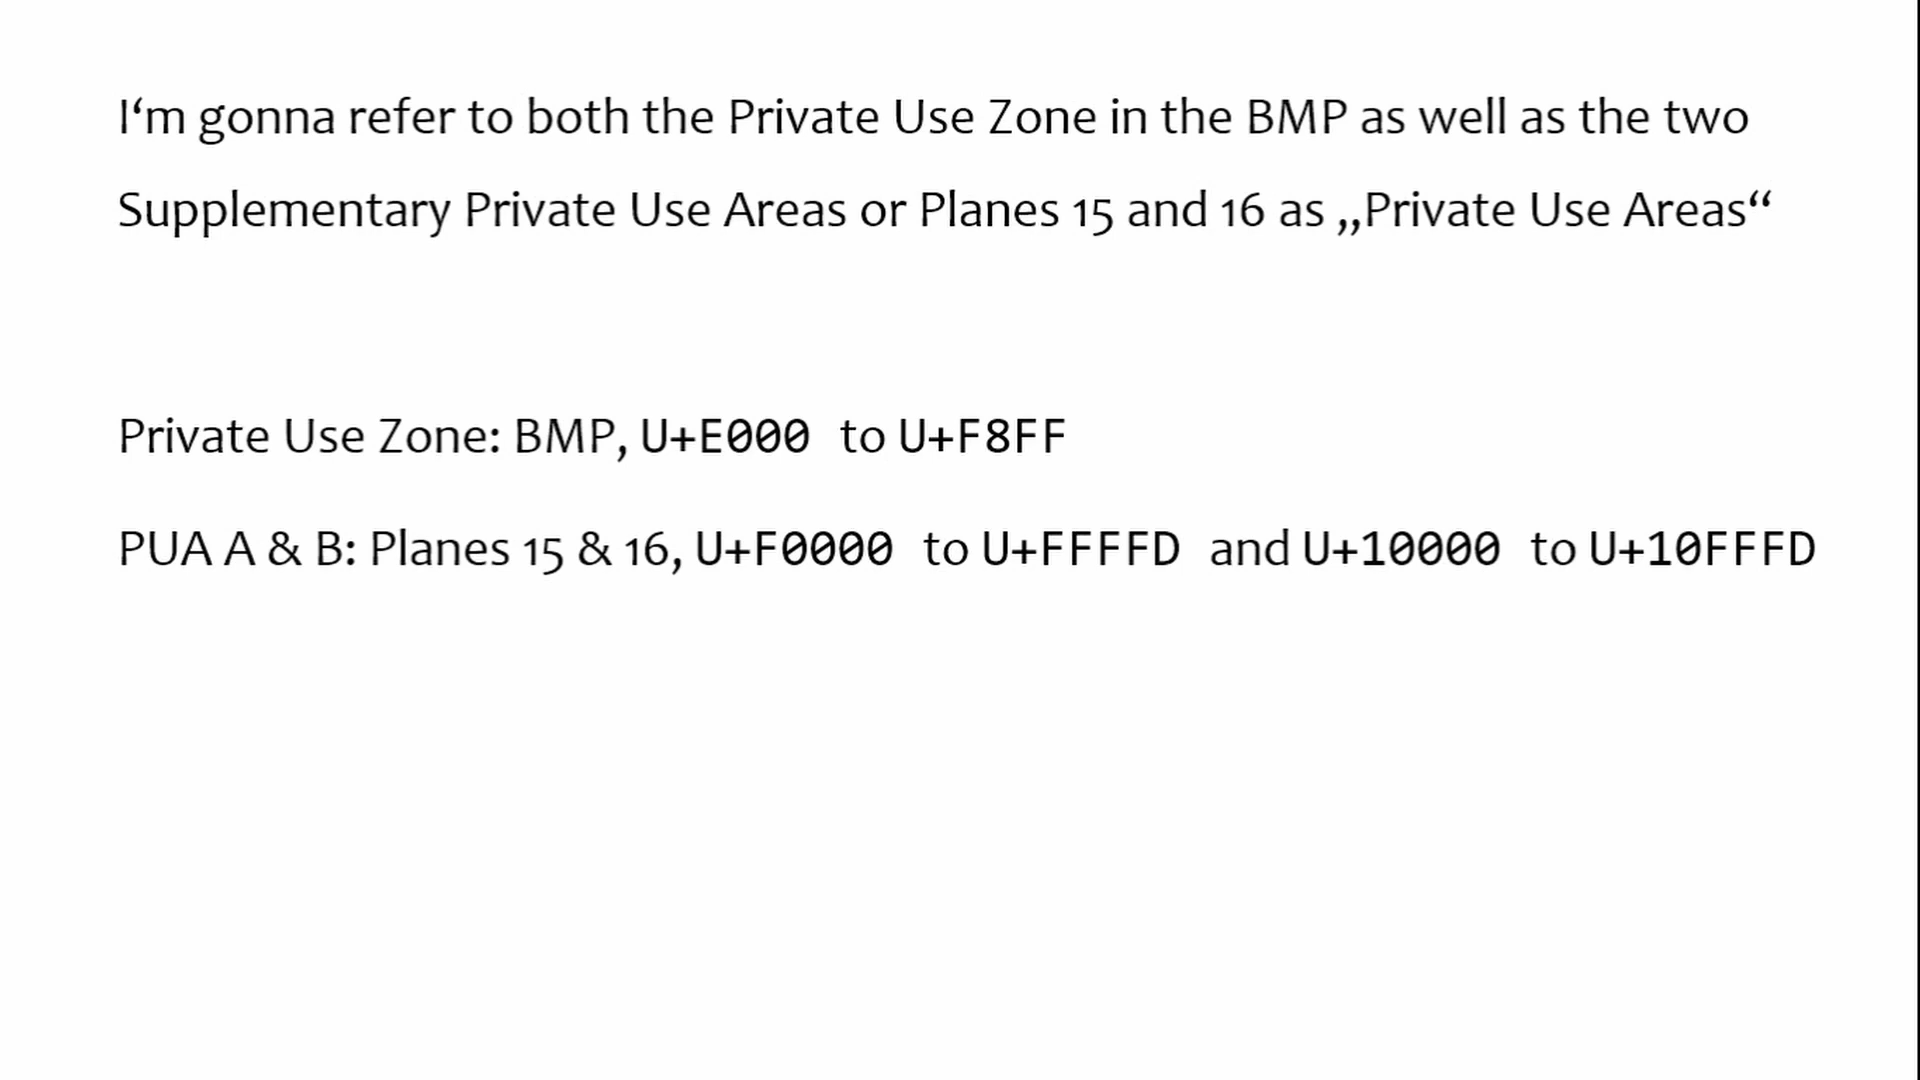 I‘m gonna refer to both the Private Use Zone in the BMP as well as the two
Supplementary Private Use Areas or Planes 15 and 16 as „Private Use Areas“
Private Use Zone: BMP, U+E000 to U+F8FF
PUA A & B: Planes 15 & 16, U+F0000 to U+FFFFD and U+10000 to U+10FFFD